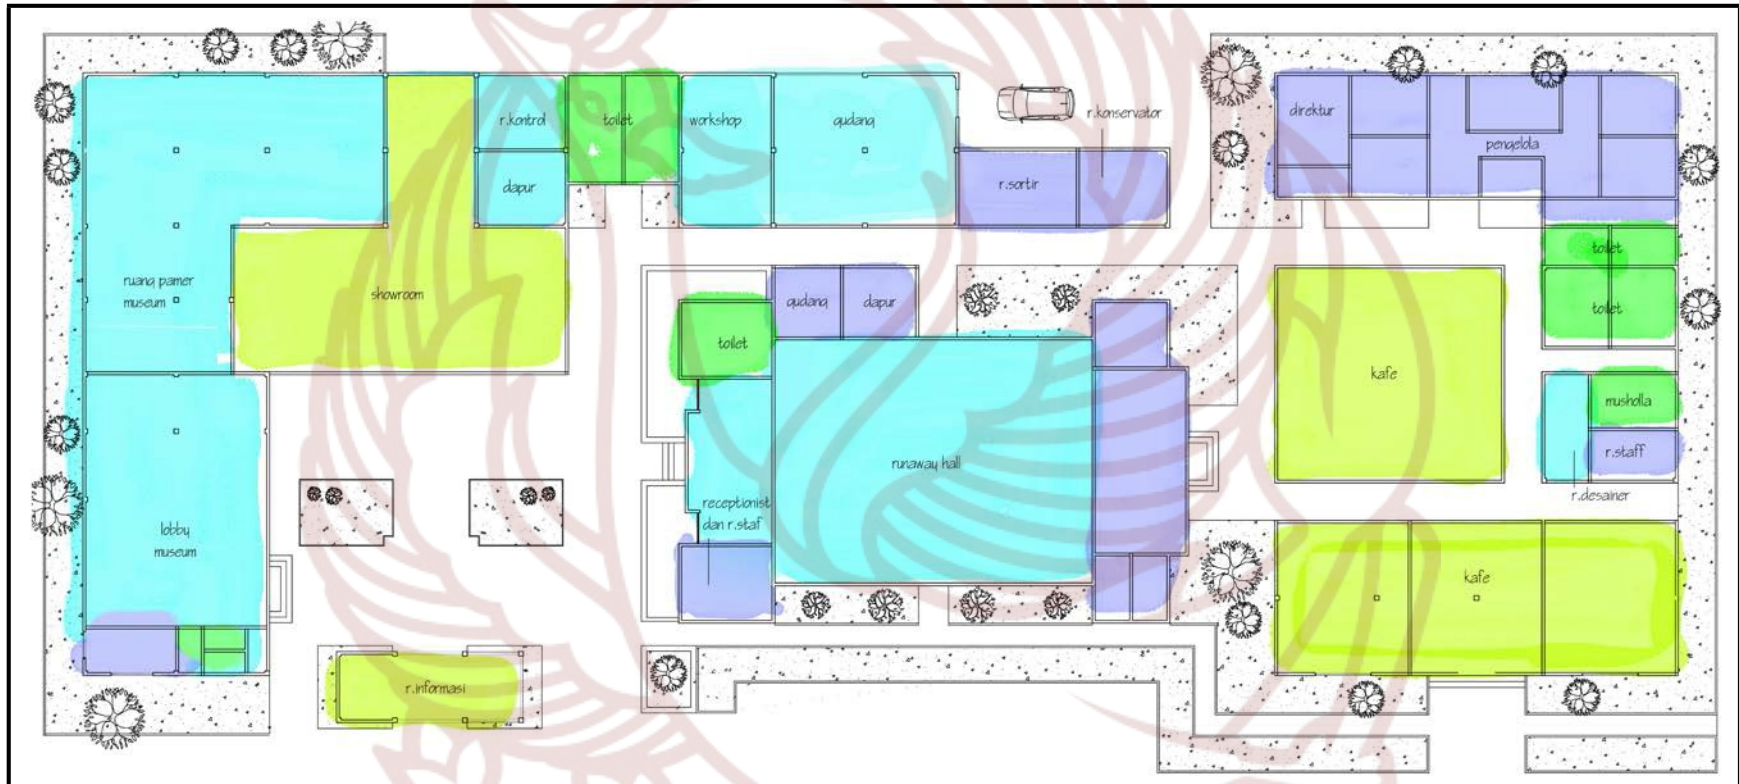 r.kontrol
toilet
workshop
gudang
r.konservator
direktur
pengelola
dapur
r.sortir
toilet
ruang pamer
museum
showroom
gudang
dapur
toilet
toilet
kafe
musholla
runaway hall
r.staff
receptionist
dan r.staf
r.desainer
lobby
museum
kafe
r.informasi